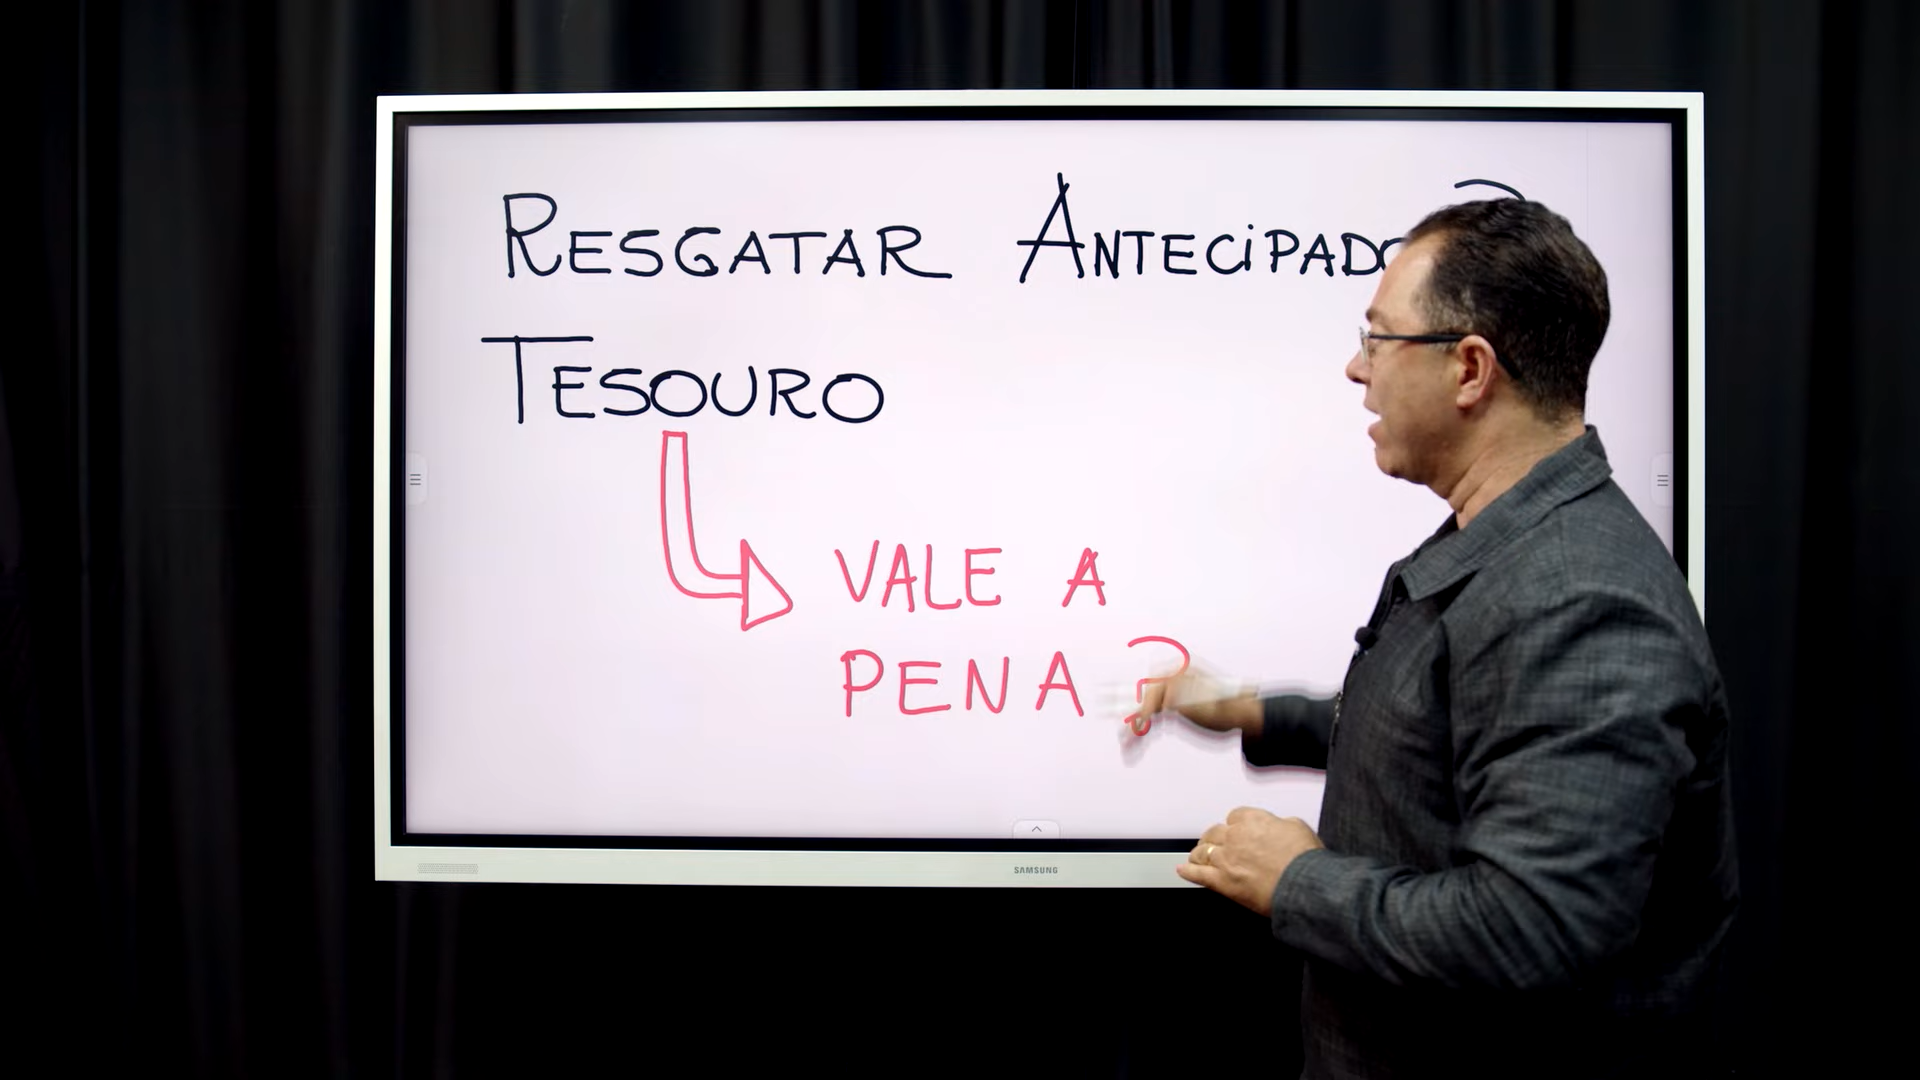 RESGATAR ANTECIPADO
TESOURO
VALE A
PENA?
SAMSUNG